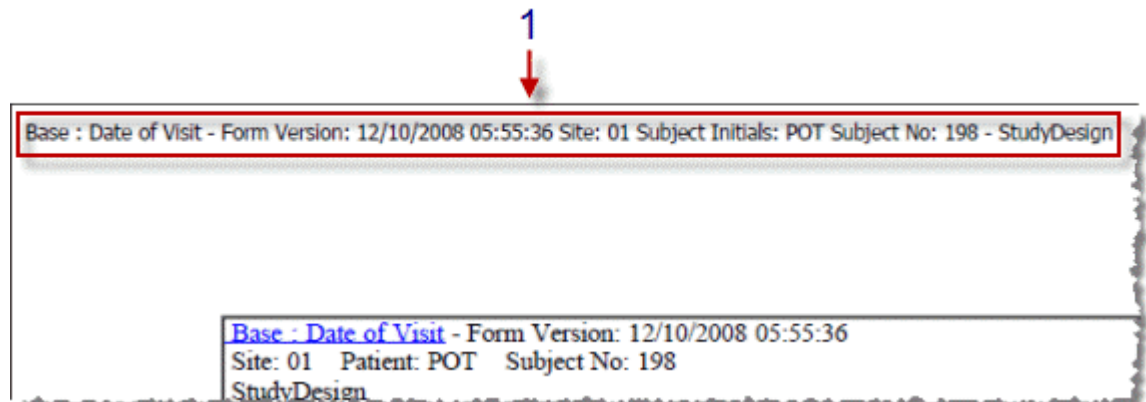 1
Base : Date of Visit - Form Version: 12/10/2008 05:55:36 Site: 01 Subject Initials: POT Subject No: 198 - StudyDesign
Base : Date of Visit - Form Version: 12/10/2008 05:55:36
Site: 01 Patient: POT Subject No: 198
StudyDesign